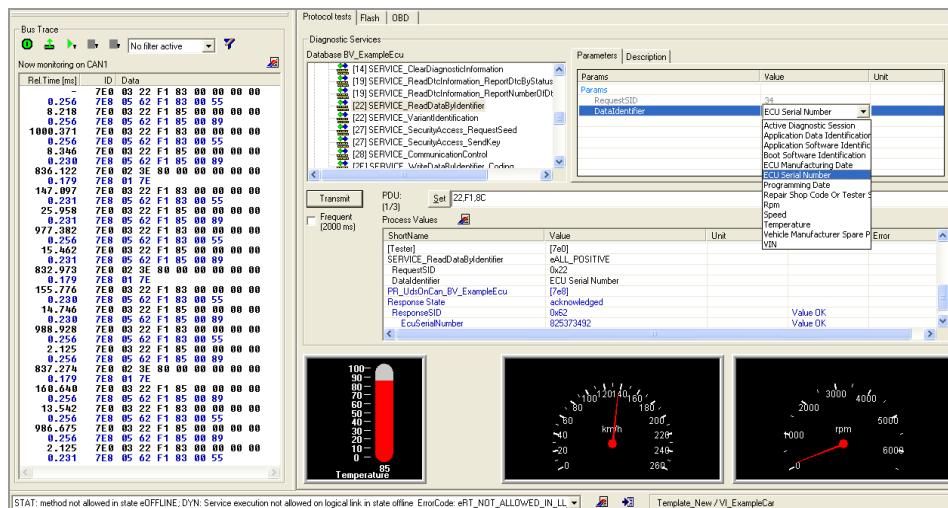 Bus Trace
No filter active
Now monitoring on CAN1
Rel.Time [ms] ID Data
- 7E0 03 22 F1 83 00 00 00 00
0.256 7E8 05 62 F1 83 00 55
8.218 7E0 03 22 F1 85 00 00 00 00
0.256 7E8 05 62 F1 85 00 89
1000.371 7E0 03 22 F1 83 00 00 00 00
0.256 7E8 05 62 F1 83 00 55
8.346 7E0 03 22 F1 85 00 00 00 00
0.230 7E8 05 62 F1 85 00 89
836.122 7E0 02 3E 80 00 00 00 00 00
0.179 7E8 01 7E
147.097 7E0 03 22 F1 83 00 00 00 00
0.231 7E8 05 62 F1 83 00 55
25.958 7E0 03 22 F1 85 00 00 00 00
0.231 7E8 05 62 F1 85 00 89
977.382 7E0 03 22 F1 83 00 00 00 00
0.256 7E8 05 62 F1 83 00 55
15.462 7E0 03 22 F1 85 00 00 00 00
0.256 7E8 05 62 F1 85 00 89
832.973 7E0 02 3E 80 00 00 00 00 00
0.179 7E8 01 7E
155.776 7E0 03 22 F1 83 00 00 00 00
0.230 7E8 05 62 F1 83 00 55
14.746 7E0 03 22 F1 85 00 00 00 00
0.230 7E8 05 62 F1 85 00 89
988.928 7E0 03 22 F1 83 00 00 00 00
0.256 7E8 05 62 F1 83 00 55
2.125 7E0 03 22 F1 85 00 00 00 00
0.256 7E8 05 62 F1 85 00 89
837.274 7E0 02 3E 80 00 00 00 00 00
0.179 7E8 01 7E
160.640 7E0 03 22 F1 85 00 00 00 00
0.256 7E8 05 62 F1 85 00 89
13.542 7E0 03 22 F1 83 00 00 00 00
0.256 7E8 05 62 F1 83 00 55
986.675 7E0 03 22 F1 85 00 00 00 00
0.256 7E8 05 62 F1 85 00 89
2.125 7E0 03 22 F1 83 00 00 00 00
0.231 7E8 05 62 F1 83 00 55
Protocol tests Flash OBD
Diagnostic Services
Database BV_ExampleEcu
[14] SERVICE_ClearDiagnosticInformation
[19] SERVICE_ReadDtcInformation_ReportDtcByStatus
[19] SERVICE_ReadDtcInformation_ReportNumberOfDt
[22] SERVICE_ReadDataByIdentifier
[22] SERVICE_VariantIdentification
[27] SERVICE_SecurityAccess_RequestSeed
[27] SERVICE_SecurityAccess_SendKey
[28] SERVICE_CommunicationControl
[2E] SERVICE_WriteDataByIdentifier_Coding
Parameters Description
Params Value Unit
Params
RequestSID 34
DataIdentifier ECU Serial Number
Active Diagnostic Session
Application Data Identification
Application Software Identific
Boot Software Identification
ECU Manufacturing Date
ECU Serial Number
Programming Date
Repair Shop Code Or Tester S
Rpm
Speed
Temperature
Vehicle Manufacturer Spare P
VIN
Transmit
PDU: Set 22,F1,8C
(1/3)
Frequent
(2000 ms)
Process Values
ShortName Value Unit Error
[Tester] [7e0]
SERVICE_ReadDataByIdentifier eALL_POSITIVE
RequestSID 0x22
DataIdentifier ECU Serial Number
PR_UdsOnCan_BV_ExampleEcu [7e8]
Response State acknowledged
ResponseSID 0x62 Value OK
EcuSerialNumber 825373492 Value OK
100
90
80
70
60
50
40
30
20
10
0
85
Temperature
0 20 40 60 80 100 120 140 160 180 200 220 240 260
km/h
0 1000 2000 3000 4000 5000 6000
rpm
STAT: method not allowed in state eOFFLINE; DYN: Service execution not allowed on logical link in state offline ErrorCode: eRT_NOT_ALLOWED_IN_LL
Template_New / VI_ExampleCar